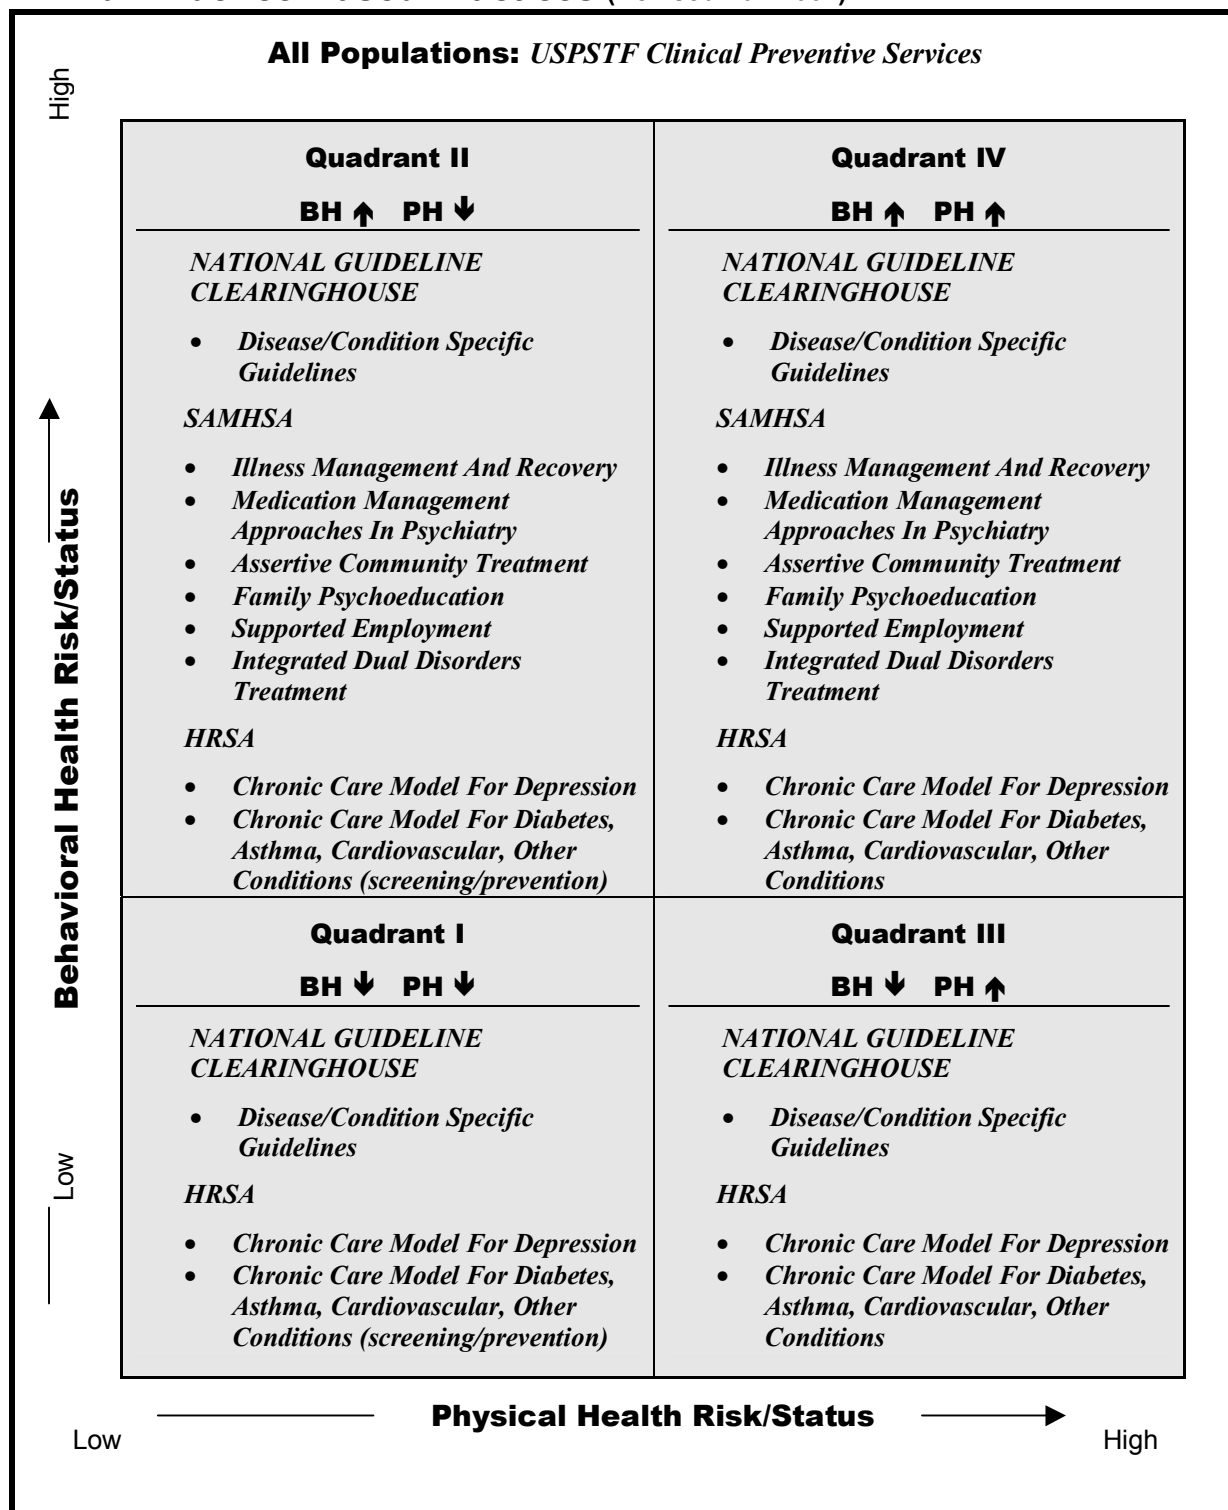 All Populations: USPSTF Clinical Preventive Services
High
Quadrant II
BH ↑ PH ↓
NATIONAL GUIDELINE
CLEARINGHOUSE
• Disease/Condition Specific
Guidelines
SAMHSA
• Illness Management And Recovery
• Medication Management
Approaches In Psychiatry
• Assertive Community Treatment
• Family Psychoeducation
• Supported Employment
• Integrated Dual Disorders
Treatment
HRSA
• Chronic Care Model For Depression
• Chronic Care Model For Diabetes,
Asthma, Cardiovascular, Other
Conditions (screening/prevention)
Quadrant IV
BH ↑ PH ↑
NATIONAL GUIDELINE
CLEARINGHOUSE
• Disease/Condition Specific
Guidelines
SAMHSA
• Illness Management And Recovery
• Medication Management
Approaches In Psychiatry
• Assertive Community Treatment
• Family Psychoeducation
• Supported Employment
• Integrated Dual Disorders
Treatment
HRSA
• Chronic Care Model For Depression
• Chronic Care Model For Diabetes,
Asthma, Cardiovascular, Other
Conditions
Behavioral Health Risk/Status
Quadrant I
BH ↓ PH ↓
NATIONAL GUIDELINE
CLEARINGHOUSE
• Disease/Condition Specific
Guidelines
HRSA
• Chronic Care Model For Depression
• Chronic Care Model For Diabetes,
Asthma, Cardiovascular, Other
Conditions (screening/prevention)
Quadrant III
BH ↓ PH ↑
NATIONAL GUIDELINE
CLEARINGHOUSE
• Disease/Condition Specific
Guidelines
HRSA
• Chronic Care Model For Depression
• Chronic Care Model For Diabetes,
Asthma, Cardiovascular, Other
Conditions
Low
Physical Health Risk/Status
Low
High